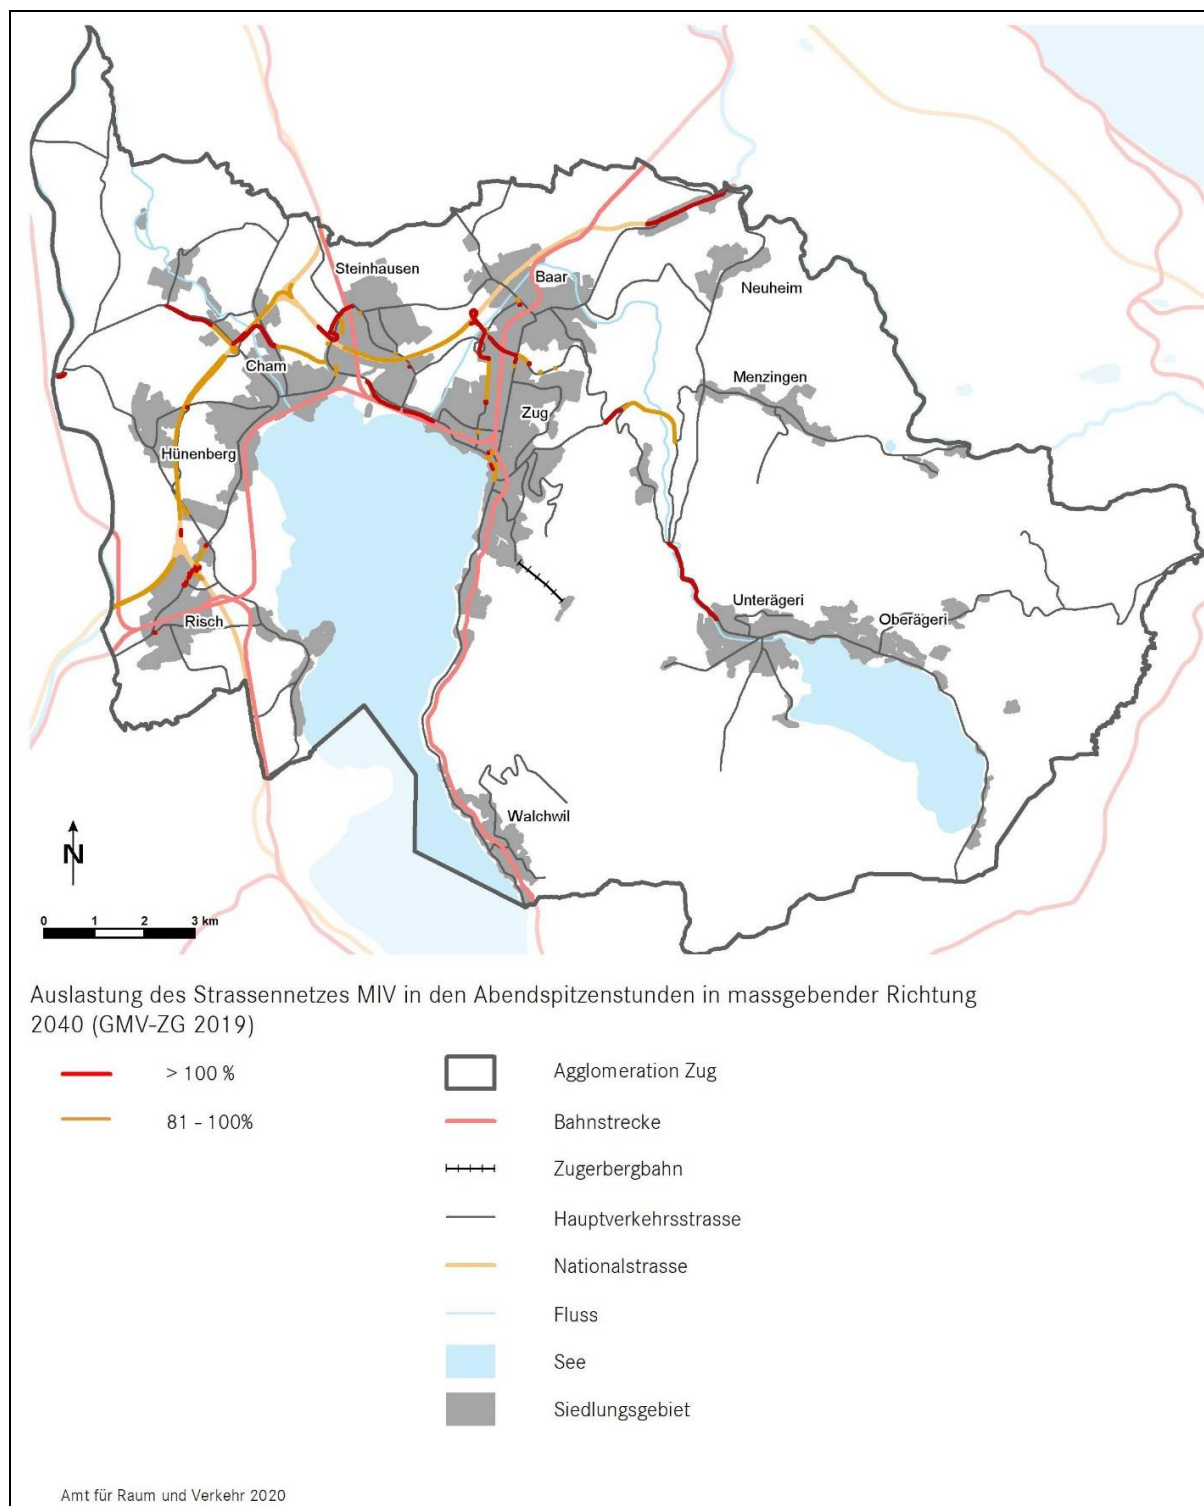 Steinhausen
Baar
Neuheim
Cham
Menzingen
Zug
Hünenberg
Unterägeri
Oberägeri
Risch
Walchwil
N
0 1 2 3 km
Auslastung des Strassennetzes MIV in den Abendspitzenstunden in massgebender Richtung
2040 (GMV-ZG 2019)
> 100 %
81 - 100%
Agglomeration Zug
Bahnstrecke
Zugerbergbahn
Hauptverkehrsstrasse
Nationalstrasse
Fluss
See
Siedlungsgebiet
Amt für Raum und Verkehr 2020